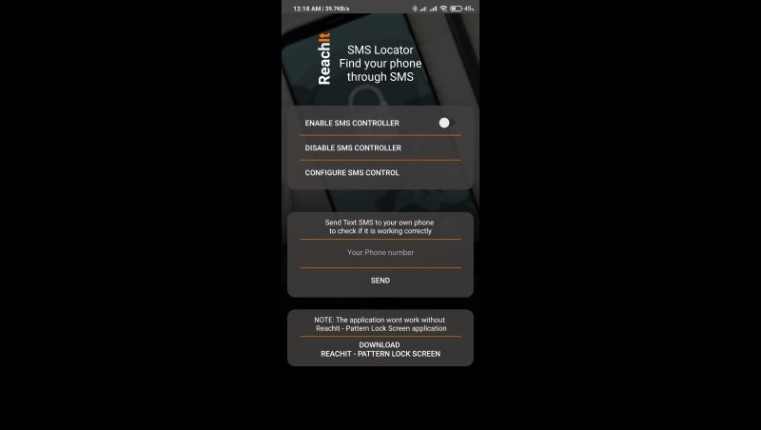 12:18 AM | 39.7KB/s
45
ReachIt
SMS Locator
Find your phone
through SMS
ENABLE SMS CONTROLLER
DISABLE SMS CONTROLLER
CONFIGURE SMS CONTROL
Send Text SMS to your own phone
to check if it is working correctly
Your Phone number
SEND
NOTE: The application wont work without
ReachIt - Pattern Lock Screen application
DOWNLOAD
REACHIT - PATTERN LOCK SCREEN